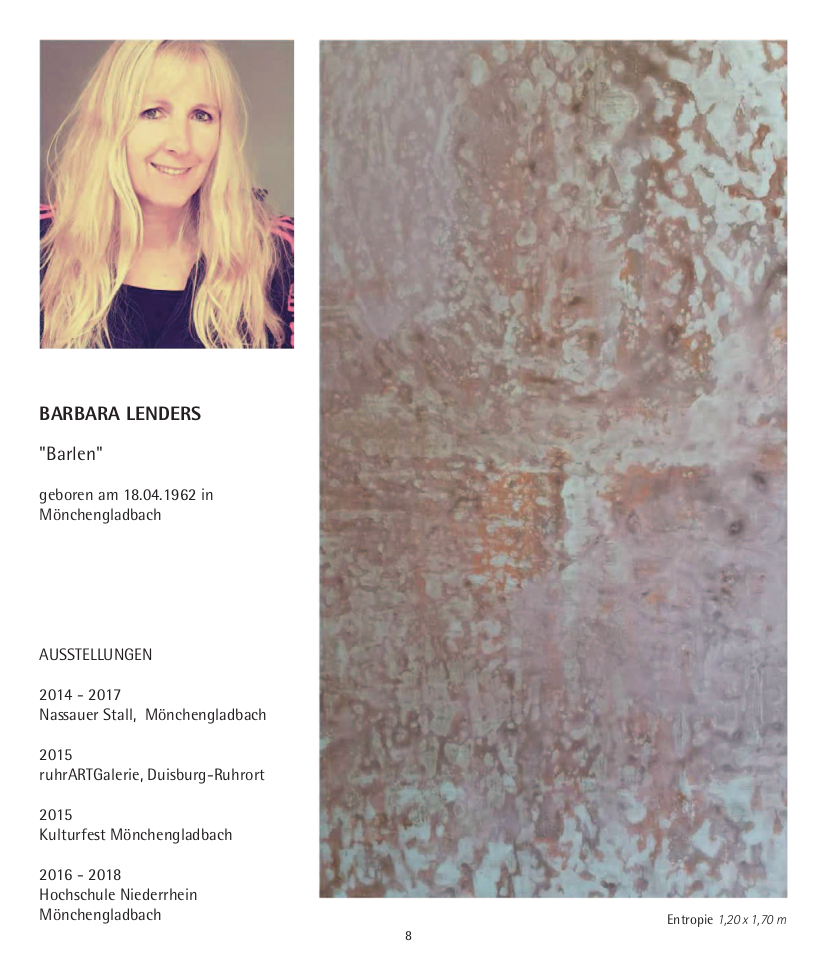 BARBARA LENDERS
"Barlen"
geboren am 18.04.1962 in
Mönchengladbach
AUSSTELLUNGEN
2014 - 2017
Nassauer Stall, Mönchengladbach
2015
ruhrARTGalerie, Duisburg-Ruhrort
2015
Kulturfest Mönchengladbach
2016 - 2018
Hochschule Niederrhein
Mönchengladbach
Entropie 1,20 x 1,70 m
8